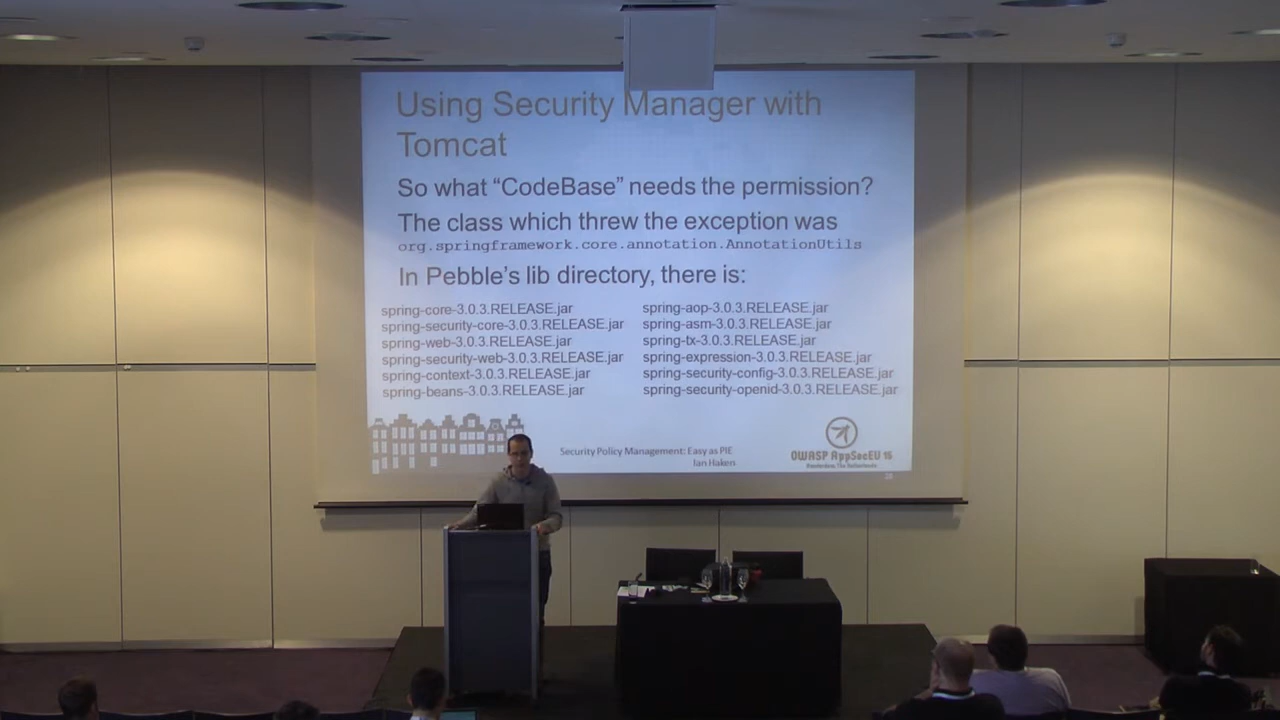 Using Security Manager with
Tomcat
So what “CodeBase” needs the permission?
The class which threw the exception was
org.springframework.core.annotation.AnnotationUtils
In Pebble’s lib directory, there is:
spring-core-3.0.3.RELEASE.jar
spring-security-core-3.0.3.RELEASE.jar
spring-web-3.0.3.RELEASE.jar
spring-security-web-3.0.3.RELEASE.jar
spring-context-3.0.3.RELEASE.jar
spring-beans-3.0.3.RELEASE.jar
spring-aop-3.0.3.RELEASE.jar
spring-asm-3.0.3.RELEASE.jar
spring-tx-3.0.3.RELEASE.jar
spring-expression-3.0.3.RELEASE.jar
spring-security-config-3.0.3.RELEASE.jar
spring-security-openid-3.0.3.RELEASE.jar
Security Policy Management: Easy as PIE
Ian Haken
OWASP AppSecEU 15
Amsterdam, The Netherlands